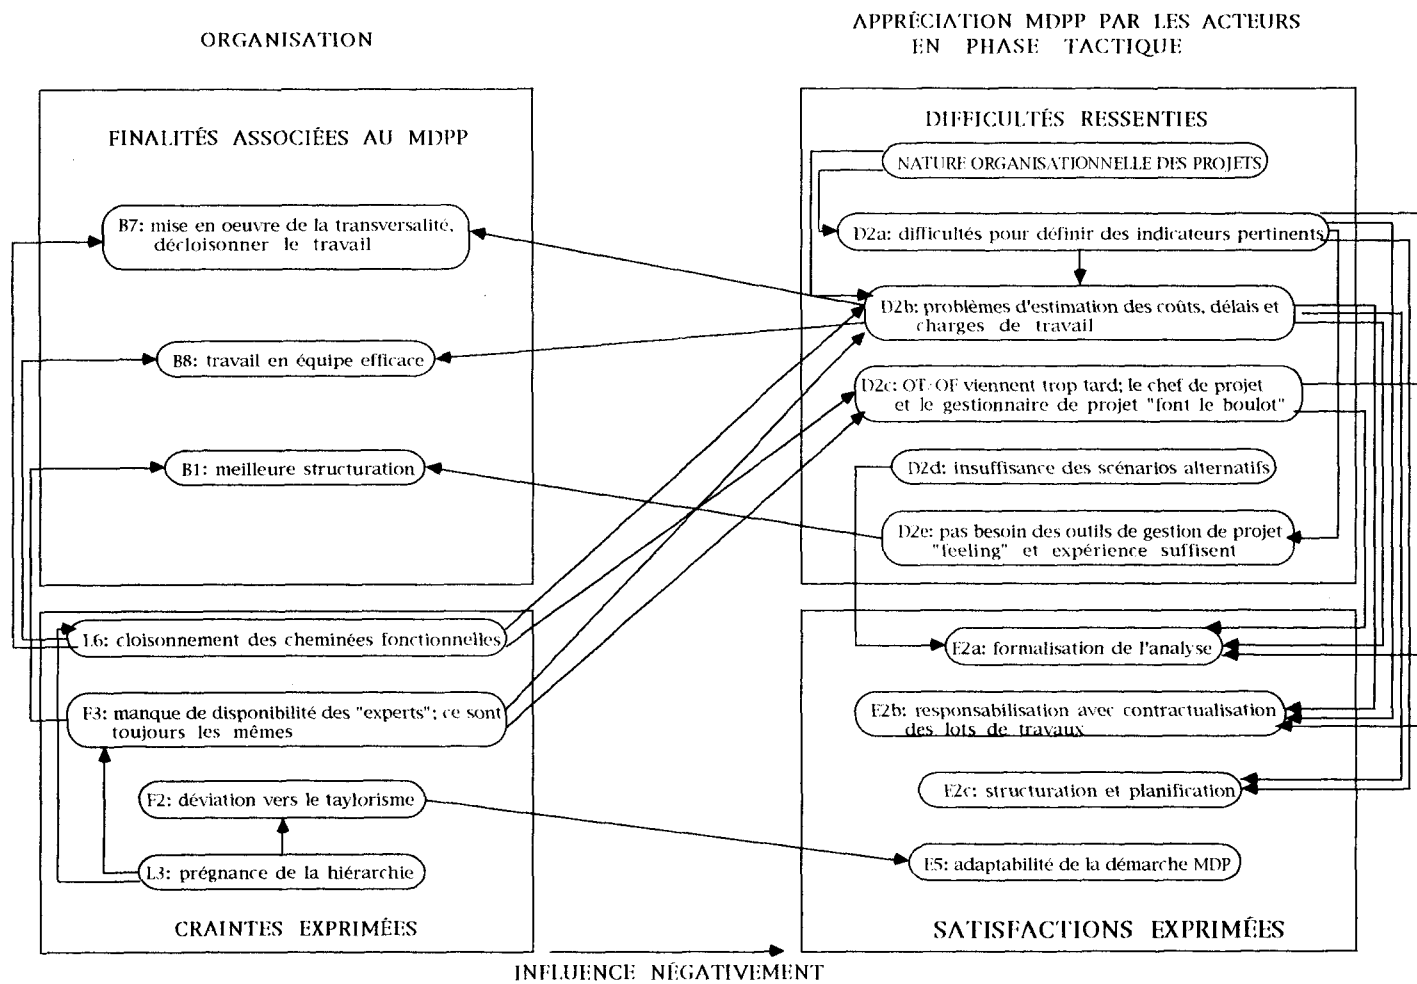 ORGANISATION
APPRÉCIATION MDPP PAR LES ACTEURS
EN PHASE TACTIQUE
FINALITÉS ASSOCIÉES AU MDPP
B7: mise en oeuvre de la transversalité,
décloisonner le travail
B8: travail en équipe efficace
B1: meilleure structuration
L6: cloisonnement des cheminées fonctionnelles
F3: manque de disponibilité des "experts"; ce sont
toujours les mêmes
F2: déviation vers le taylorisme
L3: prégnance de la hiérarchie
CRAINTES EXPRIMÉES
DIFFICULTÉS RESSENTIES
NATURE ORGANISATIONNELLE DES PROJETS
D2a: difficultés pour définir des indicateurs pertinents
D2b: problèmes d'estimation des coûts, délais et
charges de travail
D2c: OT/OF viennent trop tard; le chef de projet
et le gestionnaire de projet "font le boulot"
D2d: insuffisance des scénarios alternatifs
D2e: pas besoin des outils de gestion de projet
"feeling" et expérience suffisent
E2a: formalisation de l'analyse
E2b: responsabilisation avec contractualisation
des lots de travaux
E2c: structuration et planification
E5: adaptabilité de la démarche MDP
SATISFACTIONS EXPRIMÉES
INFLUENCE NÉGATIVEMENT